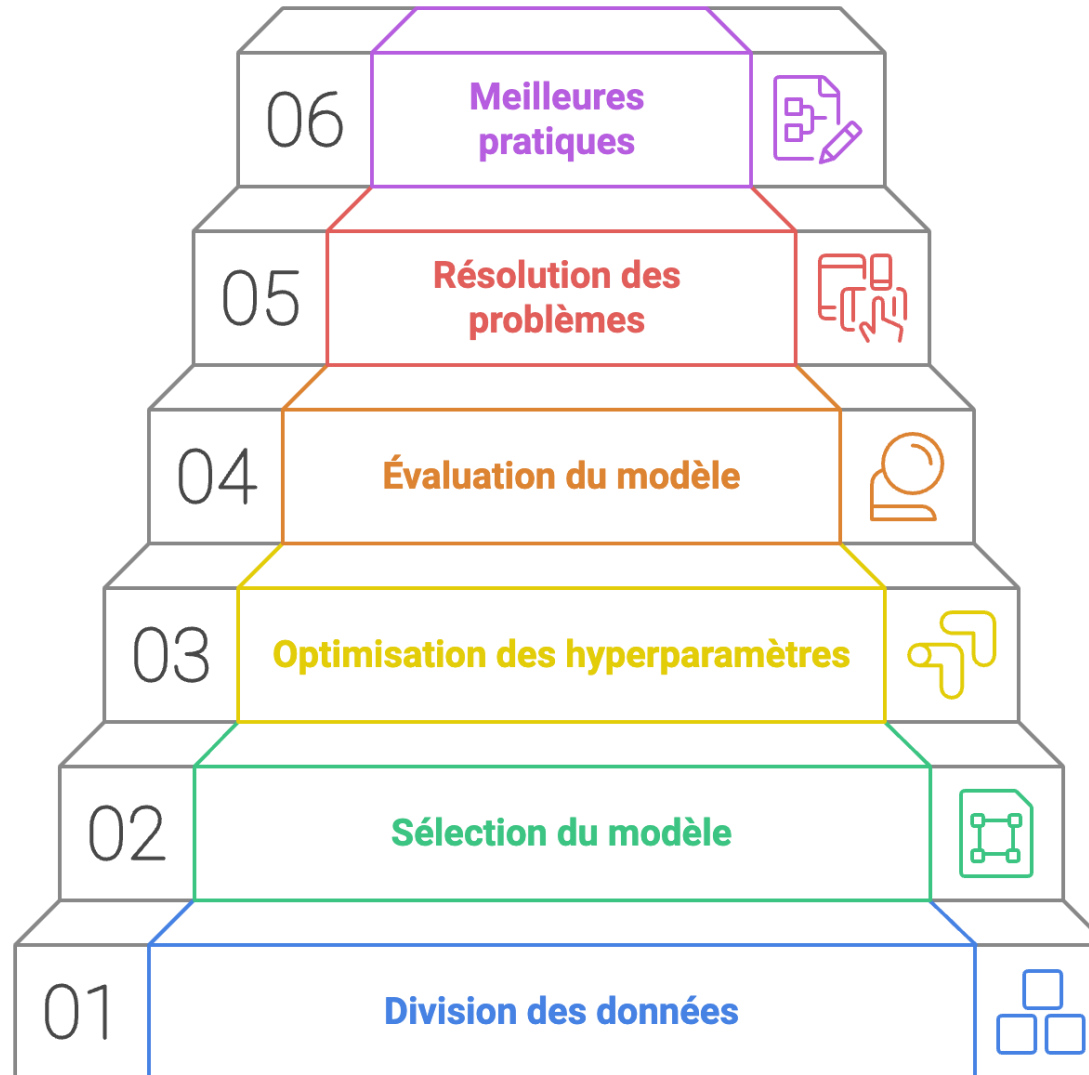 06
Meilleures
pratiques
05
Résolution des
problèmes
04
Évaluation du modèle
03
Optimisation des hyperparamètres
02
Sélection du modèle
01
Division des données